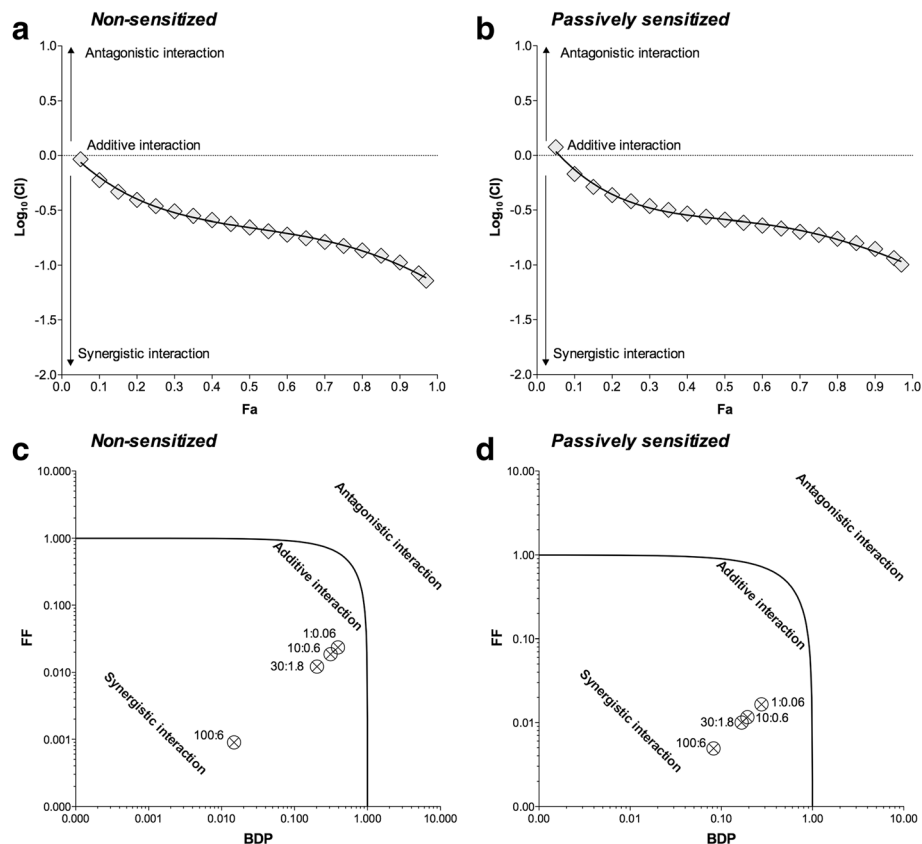 a
Non-sensitized
1.0
0.5
0.0
-0.5
-1.0
-1.5
-2.0
Log10(CI)
Antagonistic interaction
Additive interaction
Synergistic interaction
0.0 0.1 0.2 0.3 0.4 0.5 0.6 0.7 0.8 0.9 1.0
Fa
b
Passively sensitized
1.0
0.5
0.0
-0.5
-1.0
-1.5
-2.0
Log10(CI)
Antagonistic interaction
Additive interaction
Synergistic interaction
0.0 0.1 0.2 0.3 0.4 0.5 0.6 0.7 0.8 0.9 1.0
Fa
c
Non-sensitized
10.000
1.000
0.100
0.010
0.001
0.000
FF
Antagonistic interaction
Additive interaction
Synergistic interaction
1:0.06
10:0.6
30:1.8
100:6
0.000 0.001 0.010 0.100 1.000 10.000
BDP
d
Passively sensitized
10.00
1.00
0.10
0.01
0.00
FF
Antagonistic interaction
Additive interaction
Synergistic interaction
1:0.06
30:1.8
10:0.6
100:6
0.00 0.01 0.10 1.00 10.00
BDP